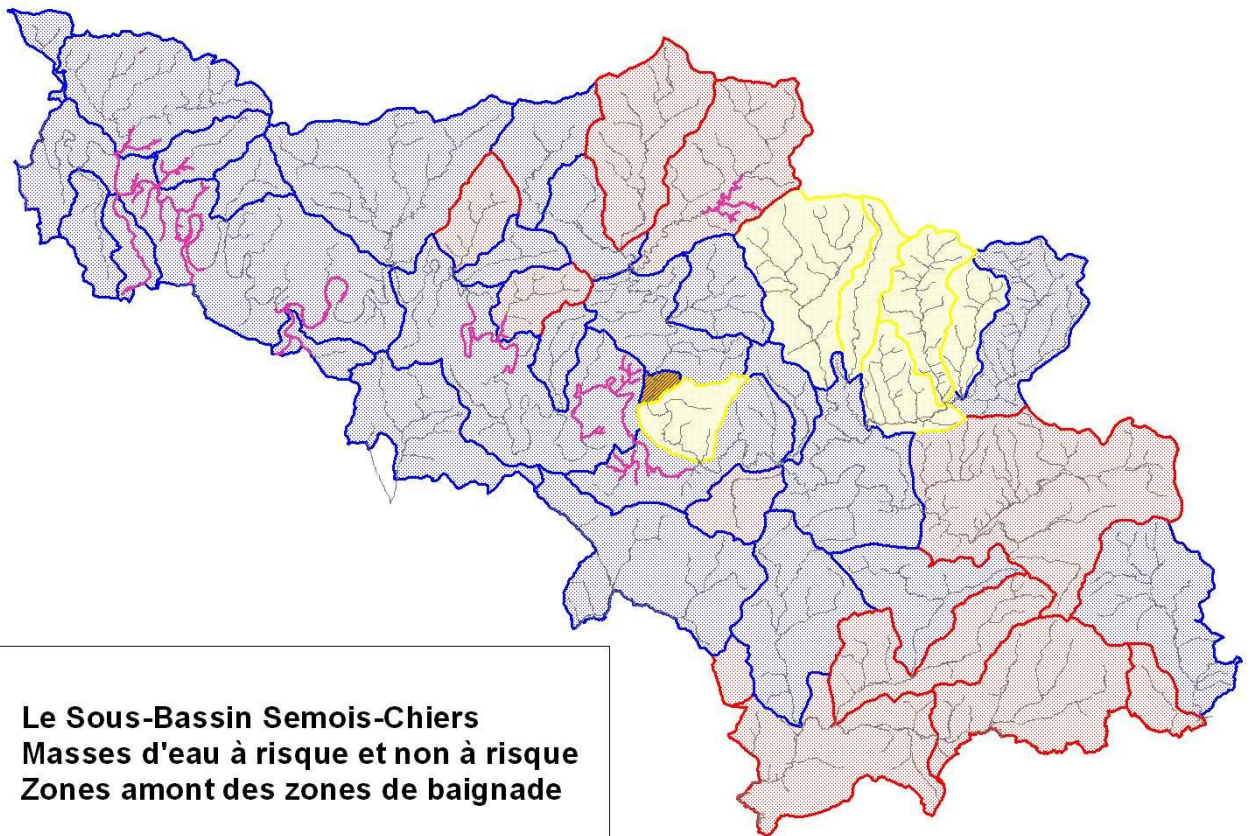 Le Sous-Bassin Semois-Chiers
Masses d'eau à risque et non à risque
Zones amont des zones de baignade